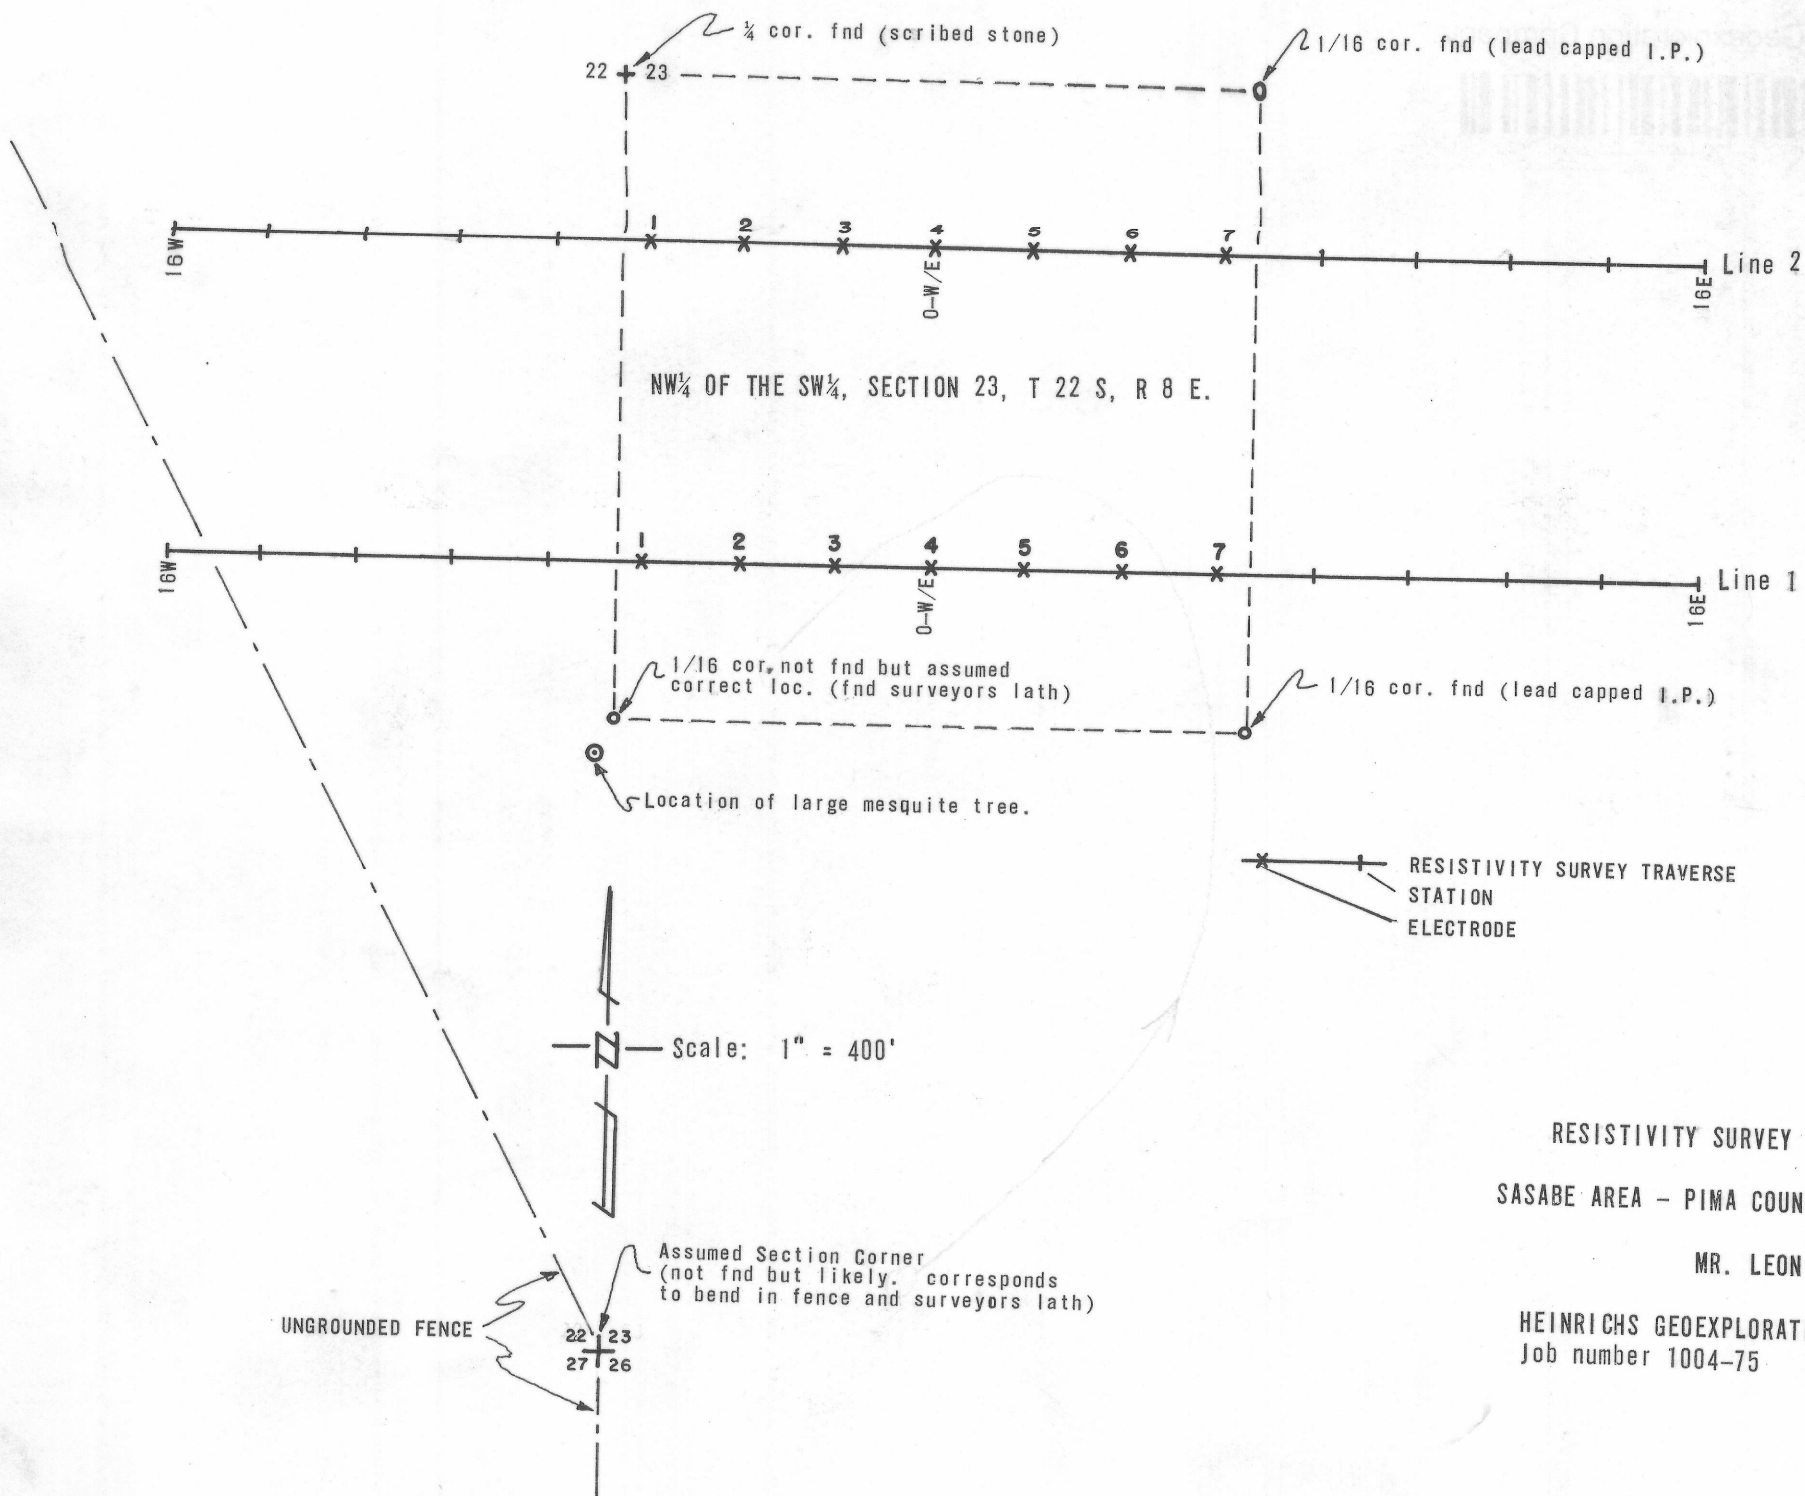 ¼ cor. fnd (scribed stone)
1/16 cor. fnd (lead capped I.P.)
22 23
1 2 3 4 5 6 7
16W
0-W/E
16E
Line 2
NW¼ OF THE SW¼, SECTION 23, T 22 S, R 8 E.
1 2 3 4 5 6 7
16W
0-W/E
16E
Line 1
1/16 cor. not fnd but assumed
correct loc. (fnd surveyors lath)
1/16 cor. fnd (lead capped I.P.)
Location of large mesquite tree.
RESISTIVITY SURVEY TRAVERSE
STATION
ELECTRODE
Scale: 1" = 400'
RESISTIVITY SURVEY
SASABE AREA – PIMA COUN
MR. LEON
HEINRICHS GEOEXPLORAT
Job number 1004-75
Assumed Section Corner
(not fnd but likely. corresponds
to bend in fence and surveyors lath)
UNGROUNDED FENCE
22 23
27 26